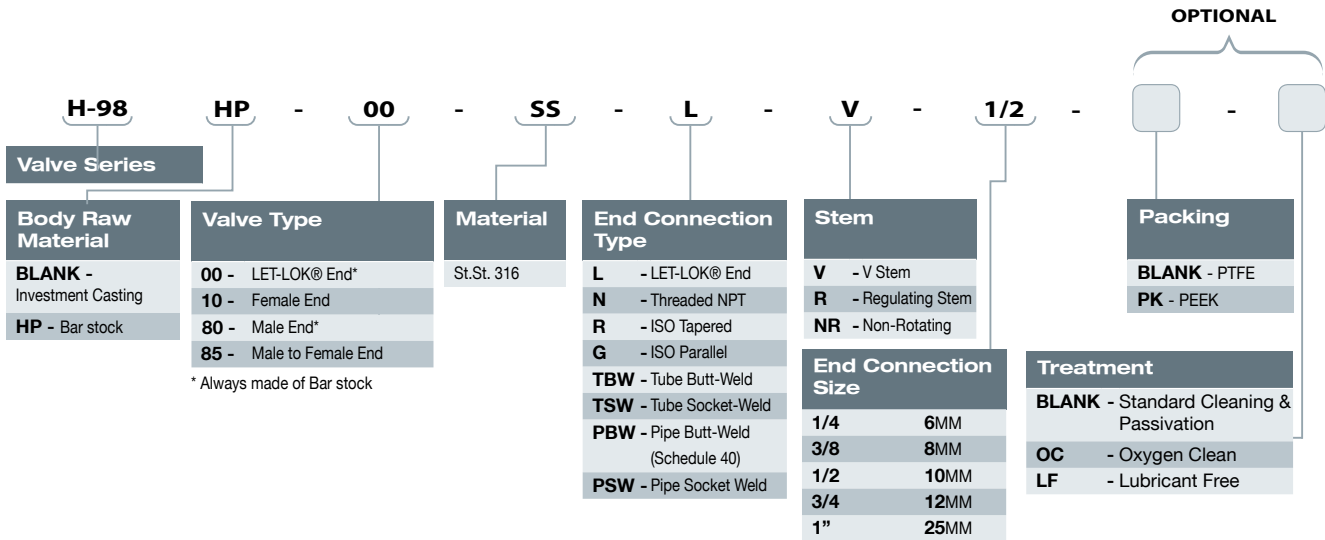 OPTIONAL
H-98 HP - 00 - SS - L - V - 1/2 - -
Valve Series
Body Raw
Material
BLANK -
Investment Casting
HP - Bar stock
Valve Type
00 - LET-LOK® End*
10 - Female End
80 - Male End*
85 - Male to Female End
* Always made of Bar stock
Material
St.St. 316
End Connection
Type
L - LET-LOK® End
N - Threaded NPT
R - ISO Tapered
G - ISO Parallel
TBW - Tube Butt-Weld
TSW - Tube Socket-Weld
PBW - Pipe Butt-Weld
(Schedule 40)
PSW - Pipe Socket Weld
Stem
V - V Stem
R - Regulating Stem
NR - Non-Rotating
End Connection
Size
1/4 6MM
3/8 8MM
1/2 10MM
3/4 12MM
1” 25MM
Packing
BLANK - PTFE
PK - PEEK
Treatment
BLANK - Standard Cleaning &
Passivation
OC - Oxygen Clean
LF - Lubricant Free